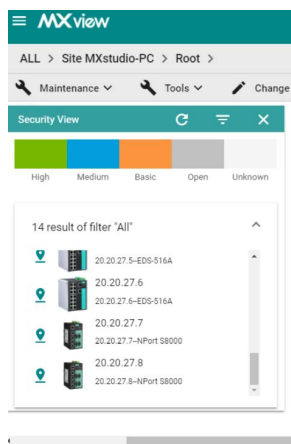 MXview
ALL > Site MXstudio-PC > Root >
Maintenance Tools Change
Security View
High Medium Basic Open Unknown
14 result of filter "All"
20.20.27.5–EDS-516A
20.20.27.6
20.20.27.6–EDS-516A
20.20.27.7
20.20.27.7–NPort S8000
20.20.27.8
20.20.27.8–NPort S8000